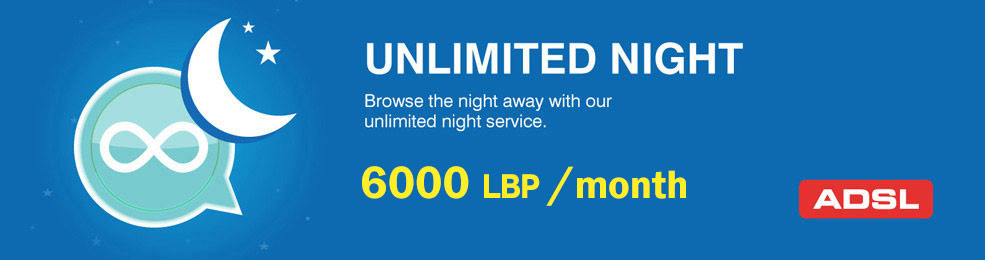 UNLIMITED NIGHT
Browse the night away with our
unlimited night service.
6000 LBP /month
ADSL